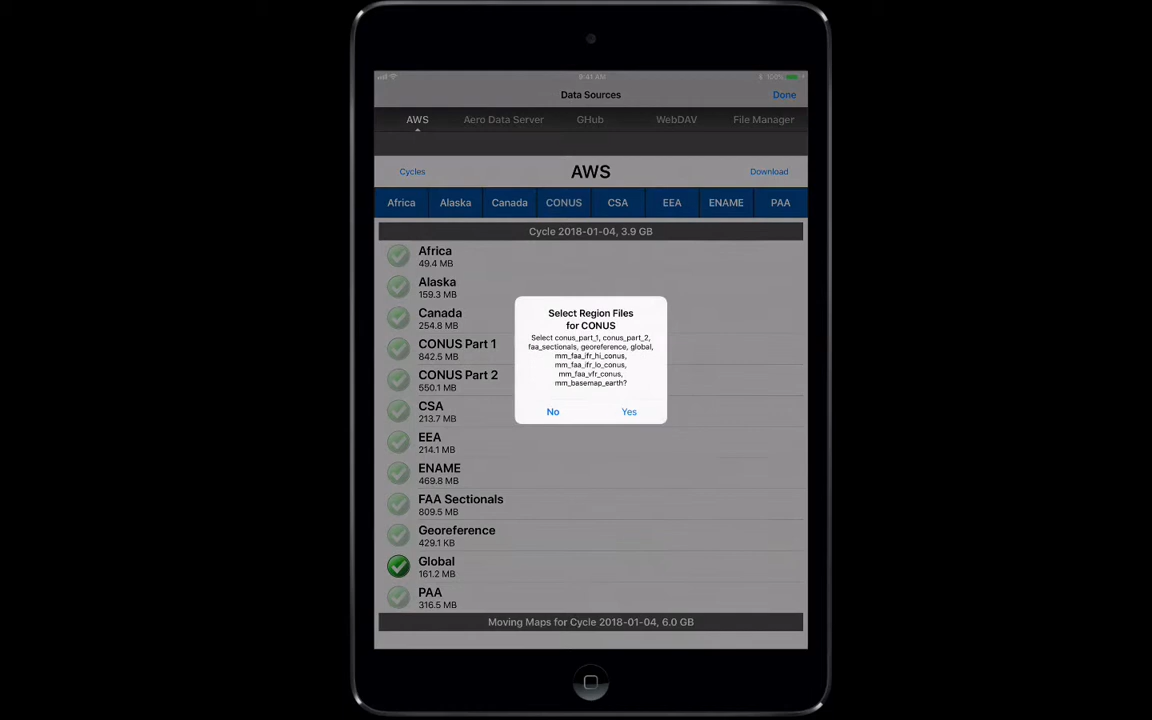 9:41 AM
100%
Data Sources
Done
AWS
Aero Data Server
GHub
WebDAV
File Manager
Cycles
AWS
Download
Africa
Alaska
Canada
CONUS
CSA
EEA
ENAME
PAA
Cycle 2018-01-04, 3.9 GB
Africa
49.4 MB
Alaska
159.3 MB
Canada
254.8 MB
CONUS Part 1
842.5 MB
CONUS Part 2
550.1 MB
CSA
213.7 MB
EEA
214.1 MB
ENAME
469.8 MB
FAA Sectionals
809.5 MB
Georeference
429.1 KB
Global
161.2 MB
PAA
316.5 MB
Moving Maps for Cycle 2018-01-04, 6.0 GB
Select Region Files
for CONUS
Select conus_part_1, conus_part_2,
faa_sectionals, georeference, global,
mm_faa_ifr_hi_conus,
mm_faa_ifr_lo_conus,
mm_faa_vfr_conus,
mm_basemap_earth?
No
Yes